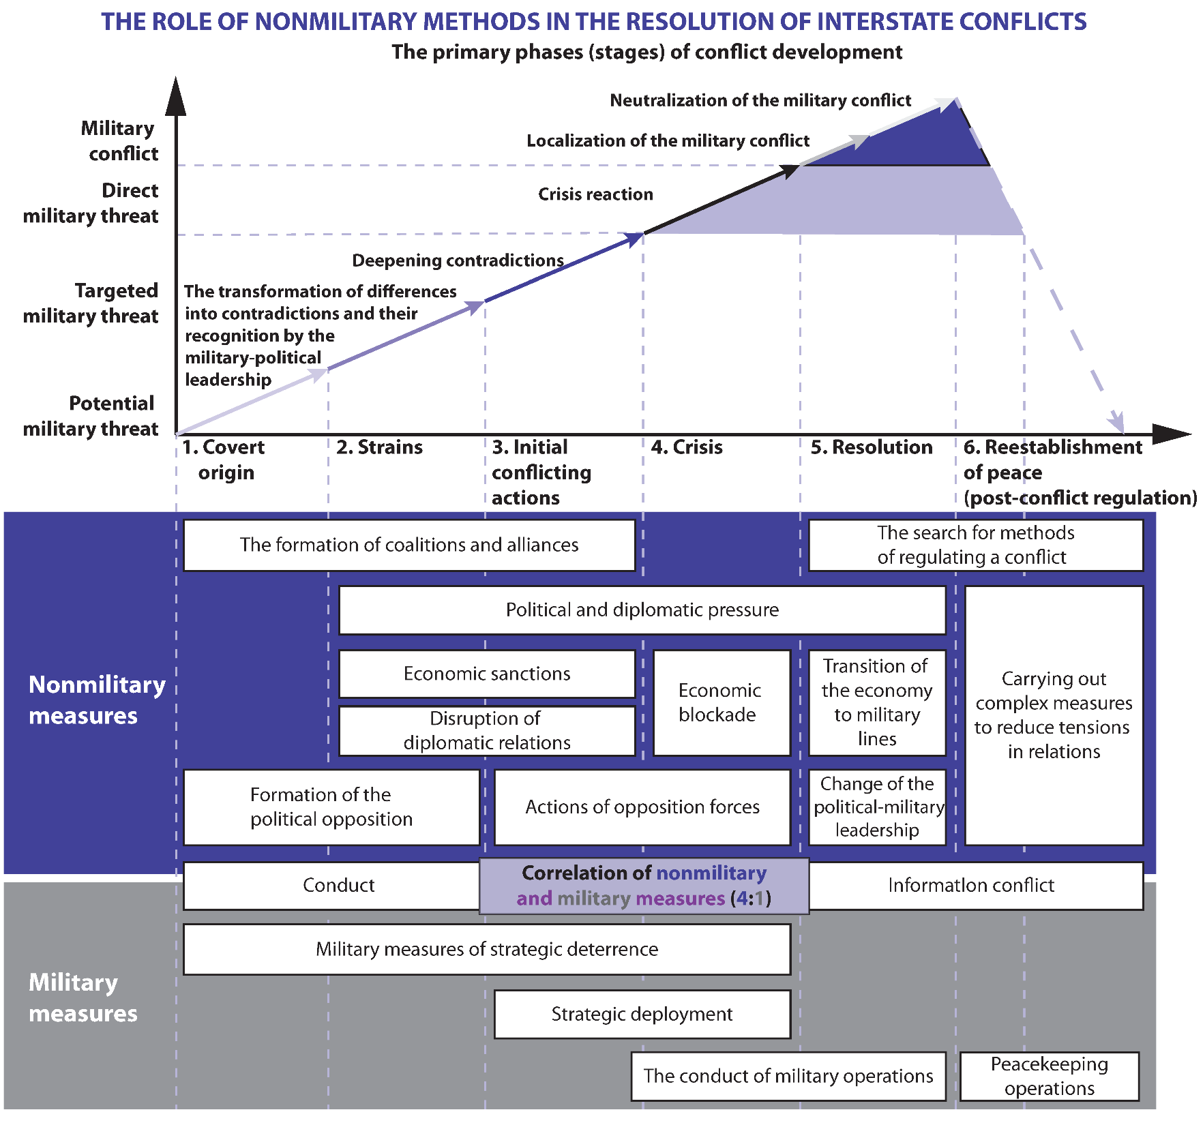 THE ROLE OF NONMILITARY METHODS IN THE RESOLUTION OF INTERSTATE CONFLICTS
The primary phases (stages) of conflict development
Neutralization of the military conflict
Military
conflict
Localization of the military conflict
Direct
military threat
Crisis reaction
Deepening contradictions
Targeted
military threat
The transformation of differences
into contradictions and their
recognition by the
military-political
leadership
Potential
military threat
1. Covert
origin
2. Strains
3. Initial
conflicting
actions
4. Crisis
5. Resolution
6. Reestablishment
of peace
(post-conflict regulation)
Nonmilitary
measures
The formation of coalitions and alliances
The search for methods
of regulating a conflict
Political and diplomatic pressure
Economic sanctions
Disruption of
diplomatic relations
Economic
blockade
Transition of
the economy
to military
lines
Carrying out
complex measures
to reduce tensions
in relations
Formation of the
political opposition
Actions of opposition forces
Change of the
political-military
leadership
Conduct
Correlation of nonmilitary
and military measures (4:1)
Information conflict
Military
measures
Military measures of strategic deterrence
Strategic deployment
The conduct of military operations
Peacekeeping
operations